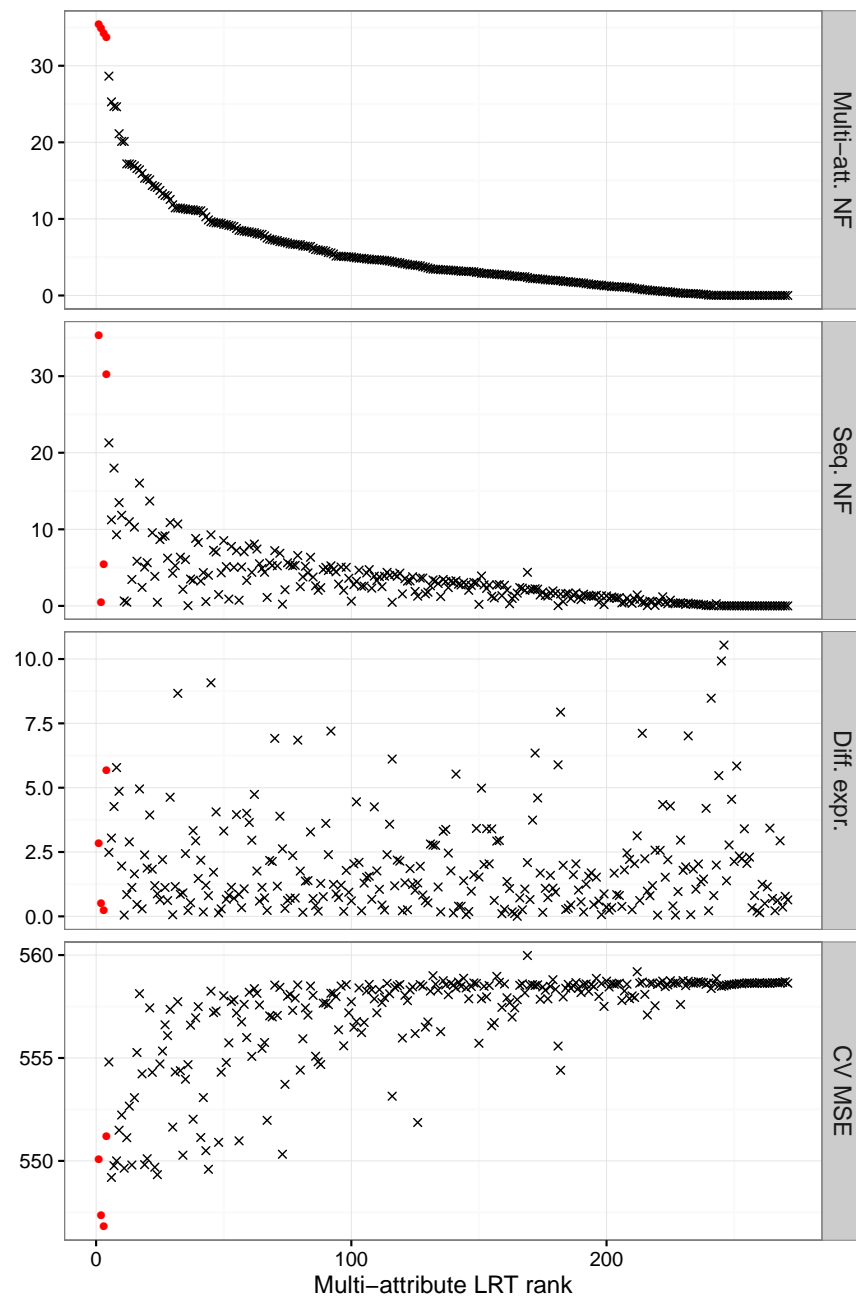 30
20
10
0
Multi−att. NF
30
20
10
0
Seq. NF
10.0
7.5
5.0
2.5
0.0
Diff. expr.
560
555
550
CV MSE
0 100 200
Multi−attribute LRT rank